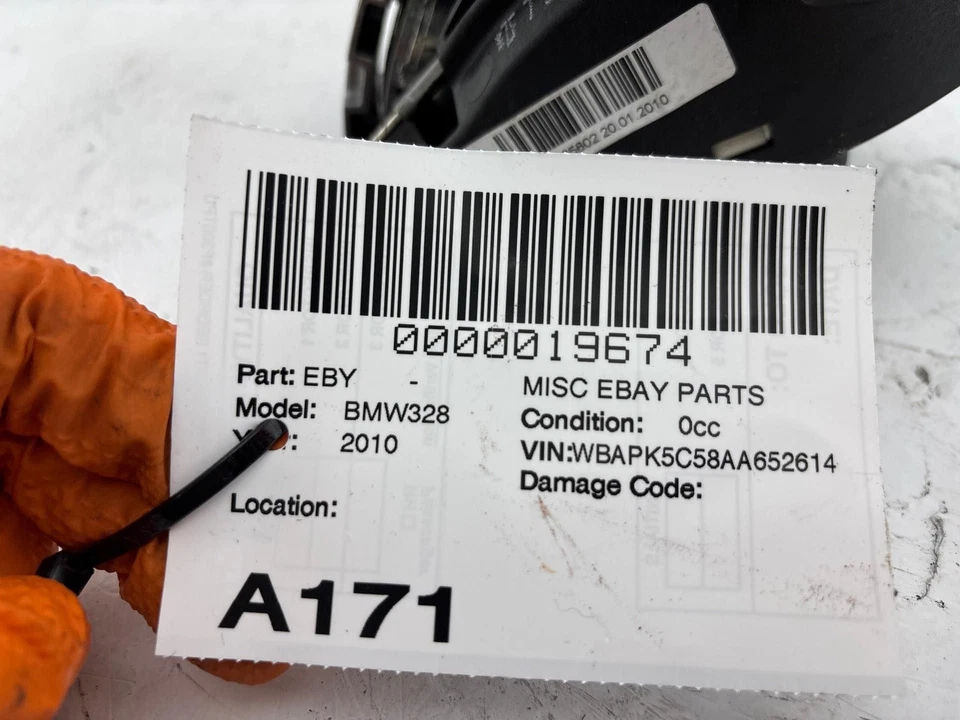 20.01.2010
0000019674
Part: EBY - MISC EBAY PARTS
Model: BMW328 Condition: 0cc
2010 VIN:WBAPK5C58AA652614
Damage Code:
Location:
A171